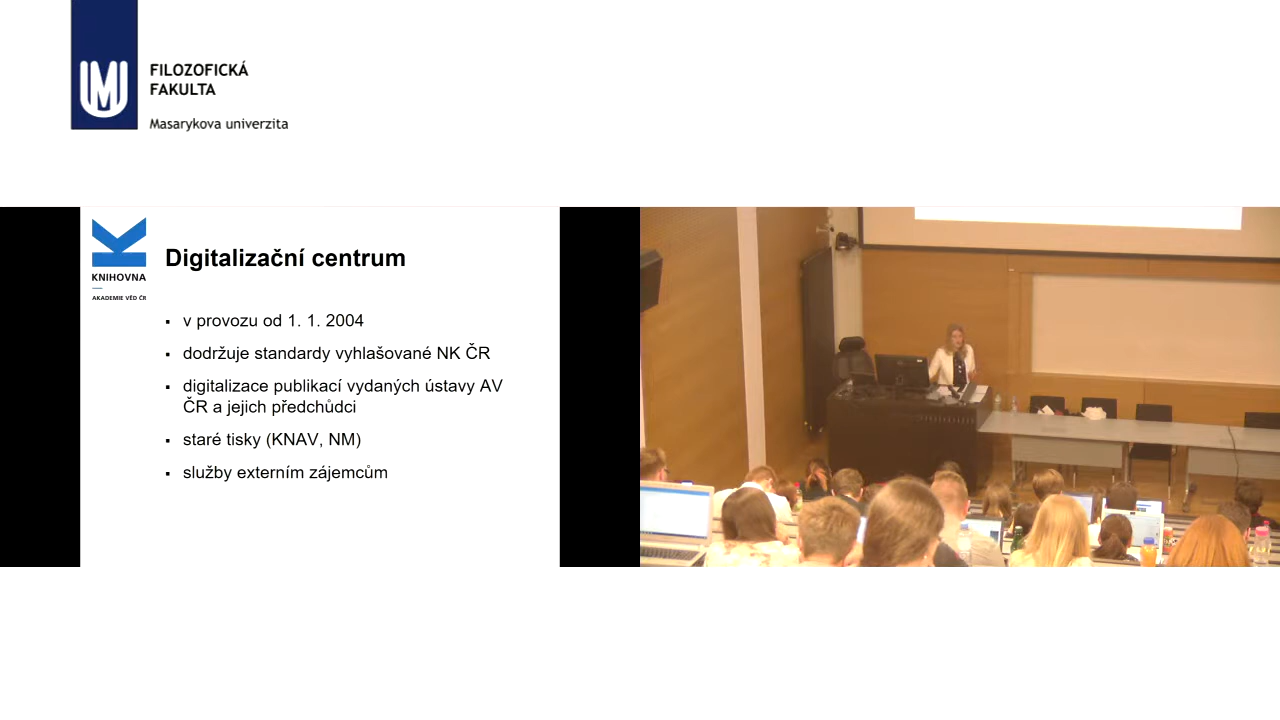 FILOZOFICKÁ
FAKULTA
Masarykova univerzita
KNIHOVNA
AKADEMIE VĚD ČR
Digitalizační centrum
▪ v provozu od 1. 1. 2004
▪ dodržuje standardy vyhlašované NK ČR
▪ digitalizace publikací vydaných ústavy AV
ČR a jejich předchůdci
▪ staré tisky (KNAV, NM)
▪ služby externím zájemcům